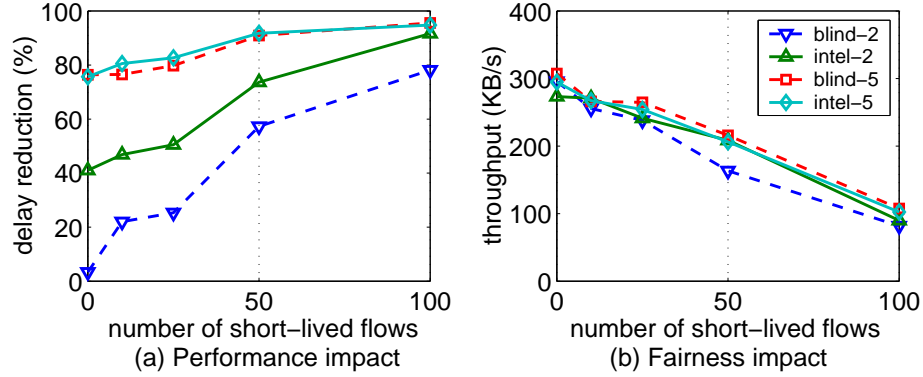 100
80
60
40
20
0
delay reduction (%)
0
50
100
number of short-lived flows
(a) Performance impact
400
300
200
100
0
throughput (KB/s)
blind-2
intel-2
blind-5
intel-5
0
50
100
number of short-lived flows
(b) Fairness impact